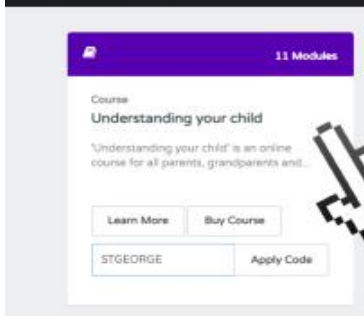 11 Modules
Course
Understanding your child
'Understanding your child' is an online
course for all parents, grandparents and...
Learn More
Buy Course
STGEORGE
Apply Code